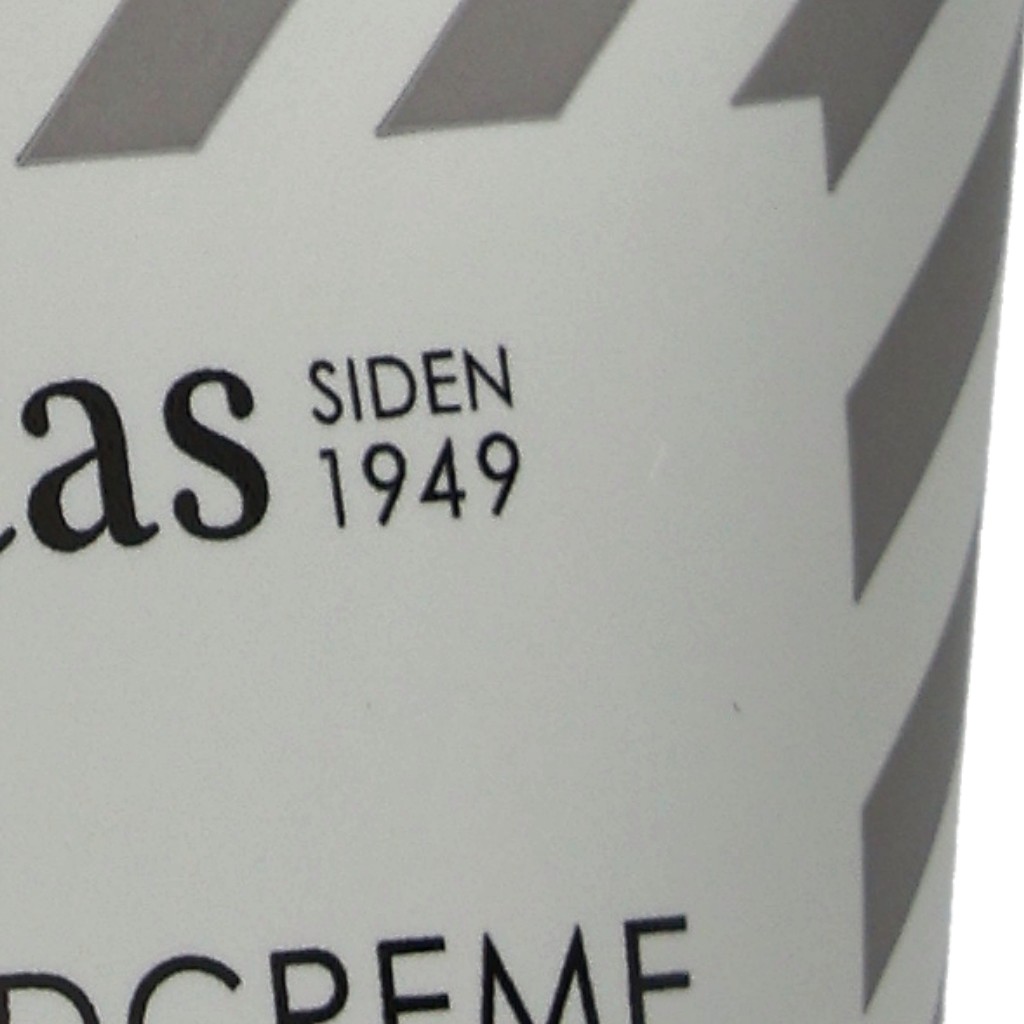 as SIDEN
1949
DCREME